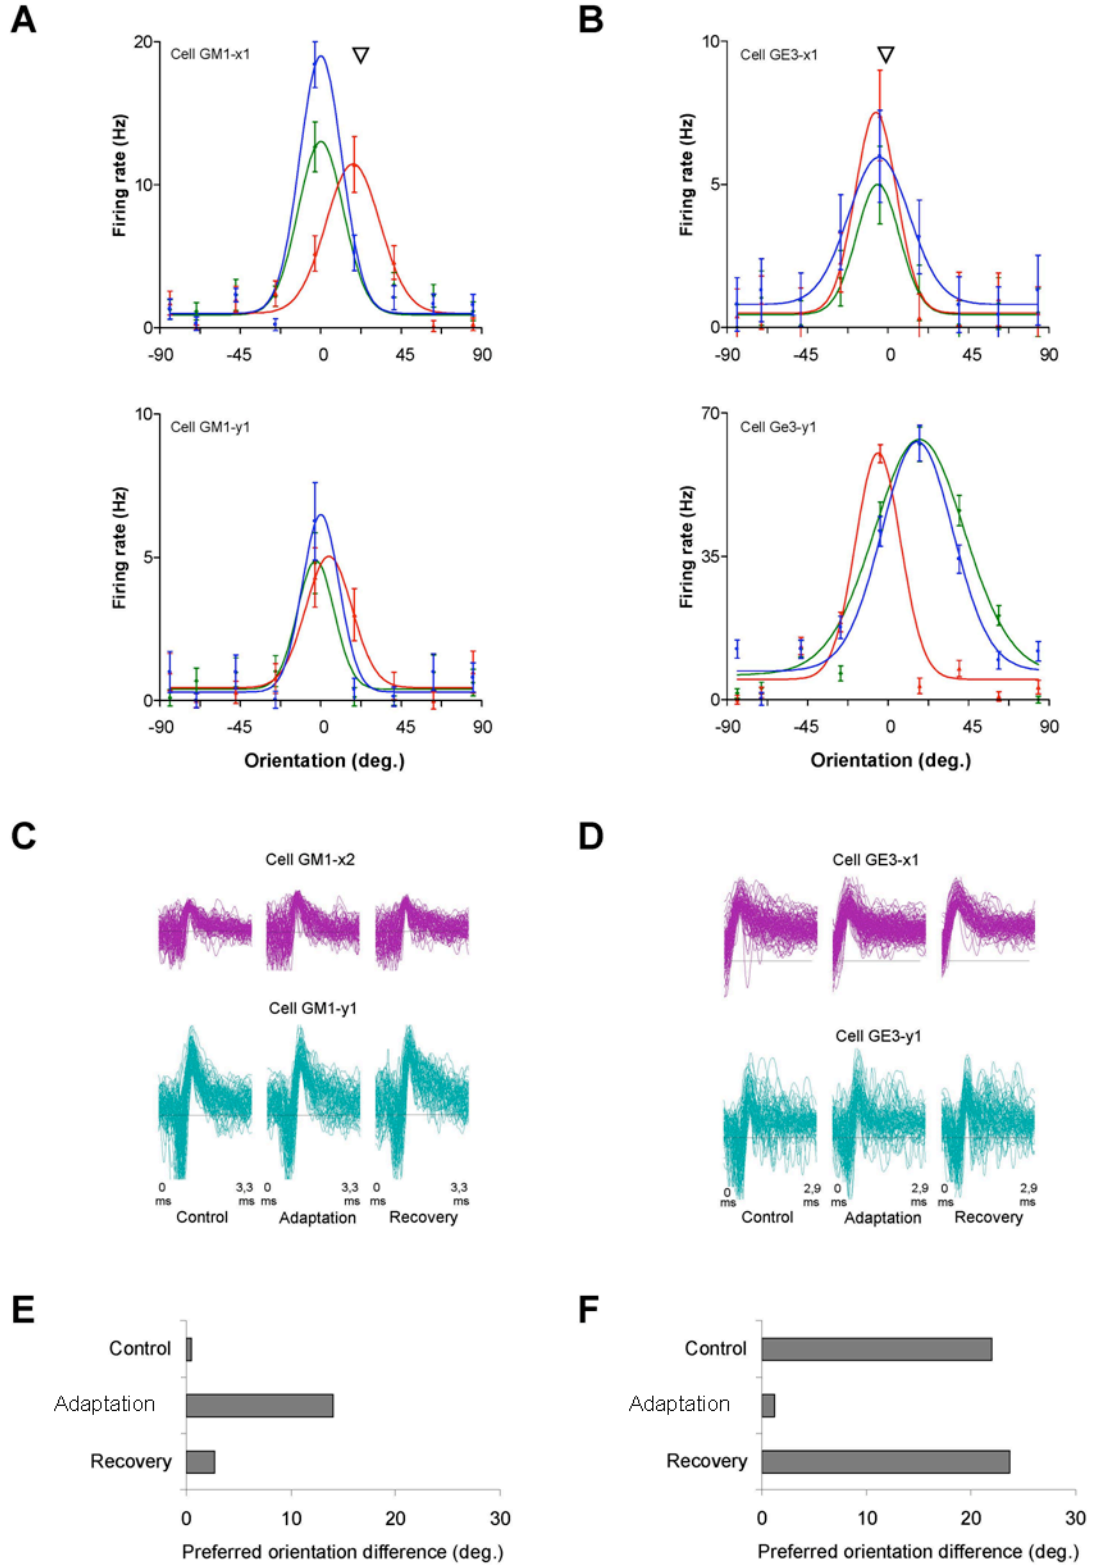 A
B
Cell GM1-x1
Cell GE3-x1
Firing rate (Hz)
Firing rate (Hz)
20
10
0
10
5
0
-90 -45 0 45 90
-90 -45 0 45 90
Cell GM1-y1
Cell Ge3-y1
Firing rate (Hz)
Firing rate (Hz)
10
5
0
70
35
0
-90 -45 0 45 90
-90 -45 0 45 90
Orientation (deg.)
Orientation (deg.)
C
D
Cell GM1-x2
Cell GE3-x1
Cell GM1-y1
Cell GE3-y1
0 ms 3,3 ms 0 ms 3,3 ms 0 ms 3,3 ms
Control Adaptation Recovery
0 ms 2,9 ms 0 ms 2,9 ms 0 ms 2,9 ms
Control Adaptation Recovery
E
F
Control
Adaptation
Recovery
0 10 20 30
Preferred orientation difference (deg.)
Control
Adaptation
Recovery
0 10 20 30
Preferred orientation difference (deg.)